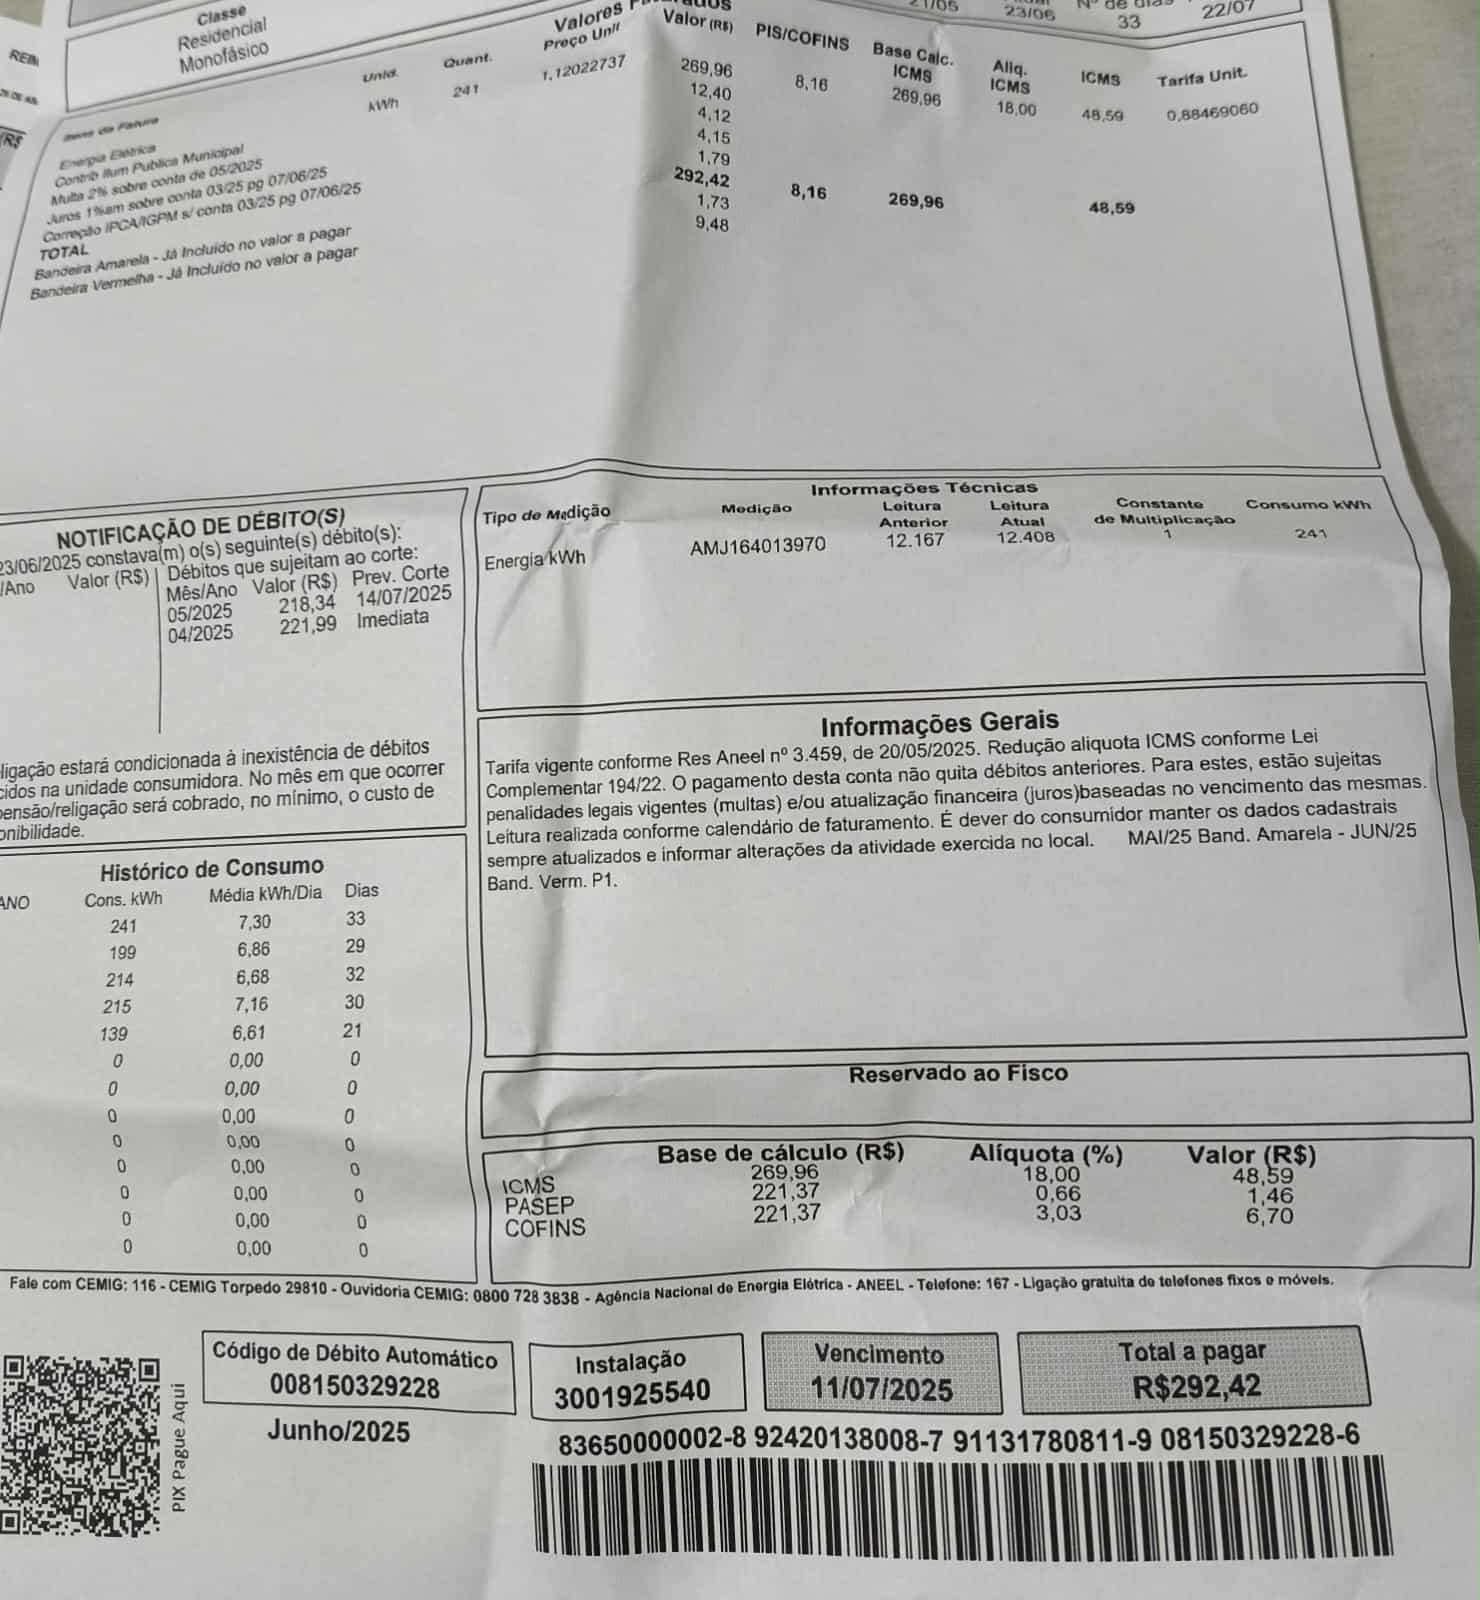 Classe
Residencial
Monofásico
21/05 23/06 33 22/07
Valores
Itens da Fatura Unid. Quant. Preço Unit Valor (R$) PIS/COFINS Base Calc. ICMS Aliq. ICMS ICMS Tarifa Unit.
Energia Elétrica kWh 241 1,12022737 269,96 8,16 269,96 18,00 48,59 0,88469060
Contrib Ilum Publica Municipal 12,40
Multa 2% sobre conta de 05/2025 4,12
Juros 1%am sobre conta 03/25 pg 07/06/25 4,15
Correção IPCA/IGPM s/ conta 03/25 pg 07/06/25 1,79
TOTAL 292,42 8,16 269,96 48,59
Bandeira Amarela - Já Incluído no valor a pagar 1,73
Bandeira Vermelha - Já Incluído no valor a pagar 9,48
NOTIFICAÇÃO DE DÉBITO(S)
23/06/2025 constava(m) o(s) seguinte(s) débito(s):
/Ano Valor (R$) Débitos que sujeitam ao corte:
Mês/Ano Valor (R$) Prev. Corte
05/2025 218,34 14/07/2025
04/2025 221,99 Imediata
ligação estará condicionada à inexistência de débitos
cidos na unidade consumidora. No mês em que ocorrer
pensão/religação será cobrado, no mínimo, o custo de
onibilidade.
Informações Técnicas
Tipo de Medição Medição Leitura Anterior Leitura Atual Constante de Multiplicação Consumo kWh
Energia kWh AMJ164013970 12.167 12.408 1 241
Informações Gerais
Tarifa vigente conforme Res Aneel nº 3.459, de 20/05/2025. Redução aliquota ICMS conforme Lei
Complementar 194/22. O pagamento desta conta não quita débitos anteriores. Para estes, estão sujeitas
penalidades legais vigentes (multas) e/ou atualização financeira (juros)baseadas no vencimento das mesmas.
Leitura realizada conforme calendário de faturamento. É dever do consumidor manter os dados cadastrais
sempre atualizados e informar alterações da atividade exercida no local. MAI/25 Band. Amarela - JUN/25
Band. Verm. P1.
Histórico de Consumo
ANO Cons. kWh Média kWh/Dia Dias
241 7,30 33
199 6,86 29
214 6,68 32
215 7,16 30
139 6,61 21
0 0,00 0
0 0,00 0
0 0,00 0
0 0,00 0
0 0,00 0
0 0,00 0
0 0,00 0
0 0,00 0
Reservado ao Fisco
Base de cálculo (R$) Alíquota (%) Valor (R$)
ICMS 269,96 18,00 48,59
PASEP 221,37 0,66 1,46
COFINS 221,37 3,03 6,70
Fale com CEMIG: 116 - CEMIG Torpedo 29810 - Ouvidoria CEMIG: 0800 728 3838 - Agência Nacional de Energia Elétrica - ANEEL - Telefone: 167 - Ligação gratuita de telefones fixos e móveis.
PIX Pague Aqui
Código de Débito Automático
008150329228
Instalação
3001925540
Vencimento
11/07/2025
Total a pagar
R$292,42
Junho/2025
83650000002-8 92420138008-7 91131780811-9 08150329228-6